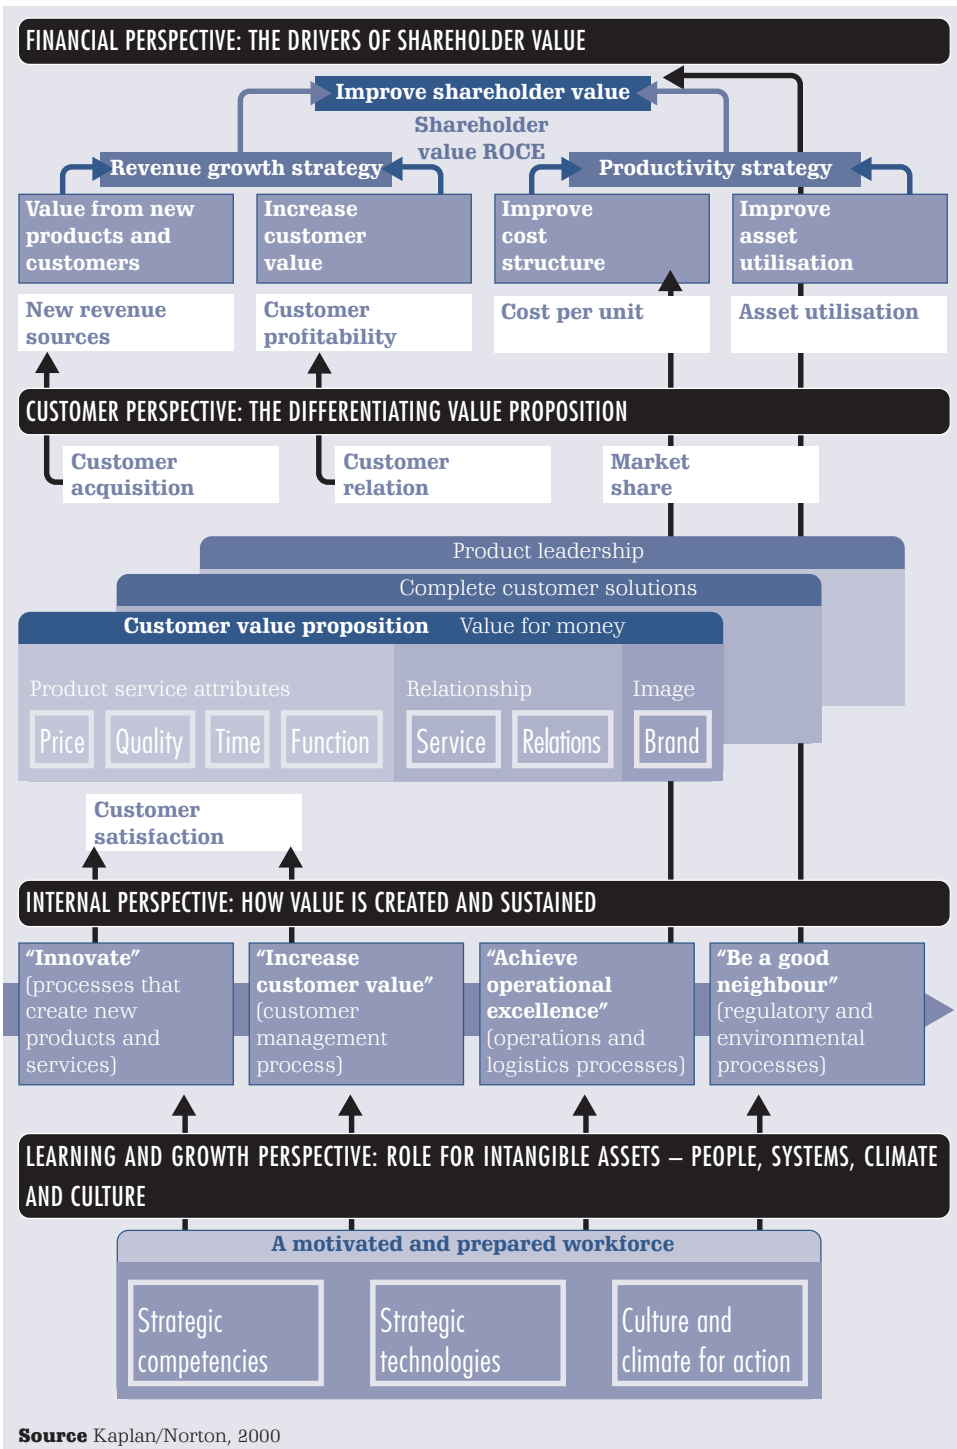 FINANCIAL PERSPECTIVE: THE DRIVERS OF SHAREHOLDER VALUE
Improve shareholder value
Shareholder
value ROCE
Revenue growth strategy
Productivity strategy
Value from new
products and
customers
Increase
customer
value
Improve
cost
structure
Improve
asset
utilisation
New revenue
sources
Customer
profitability
Cost per unit
Asset utilisation
CUSTOMER PERSPECTIVE: THE DIFFERENTIATING VALUE PROPOSITION
Customer
acquisition
Customer
relation
Market
share
Product leadership
Complete customer solutions
Customer value proposition Value for money
Product service attributes
Relationship
Image
Price
Quality
Time
Function
Service
Relations
Brand
Customer
satisfaction
INTERNAL PERSPECTIVE: HOW VALUE IS CREATED AND SUSTAINED
“Innovate”
(processes that
create new
products and
services)
“Increase
customer value”
(customer
management
process)
“Achieve
operational
excellence”
(operations and
logistics processes)
“Be a good
neighbour”
(regulatory and
environmental
processes)
LEARNING AND GROWTH PERSPECTIVE: ROLE FOR INTANGIBLE ASSETS – PEOPLE, SYSTEMS, CLIMATE
AND CULTURE
A motivated and prepared workforce
Strategic
competencies
Strategic
technologies
Culture and
climate for action
Source Kaplan/Norton, 2000